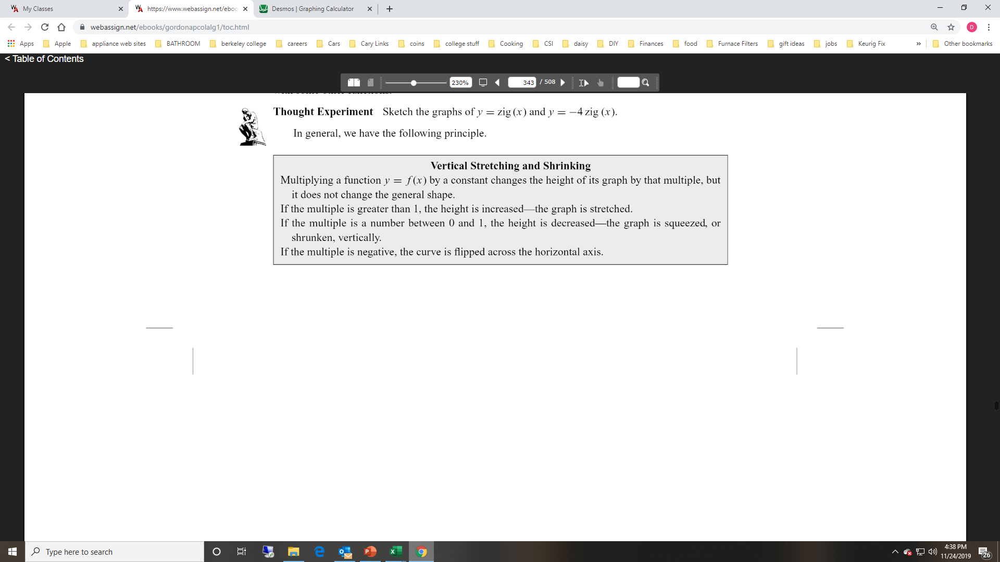 My Classes
https://www.webassign.net/eboo
Desmos | Graphing Calculator
webassign.net/ebooks/gordonapcolalg1/toc.html
D
Apps Apple appliance web sites BATHROOM berkeley college careers Cars Cary Links coins college stuff Cooking CSI daisy DIY Finances food Furnace Filters gift ideas jobs Keurig Fix » Other bookmarks
< Table of Contents
230% 343 / 508
Thought Experiment Sketch the graphs of y = zig (x) and y = −4 zig (x).
In general, we have the following principle.
Vertical Stretching and Shrinking
Multiplying a function y = f(x) by a constant changes the height of its graph by that multiple, but
it does not change the general shape.
If the multiple is greater than 1, the height is increased—the graph is stretched.
If the multiple is a number between 0 and 1, the height is decreased—the graph is squeezed, or
shrunken, vertically.
If the multiple is negative, the curve is flipped across the horizontal axis.
Type here to search
4:38 PM
11/24/2019
26